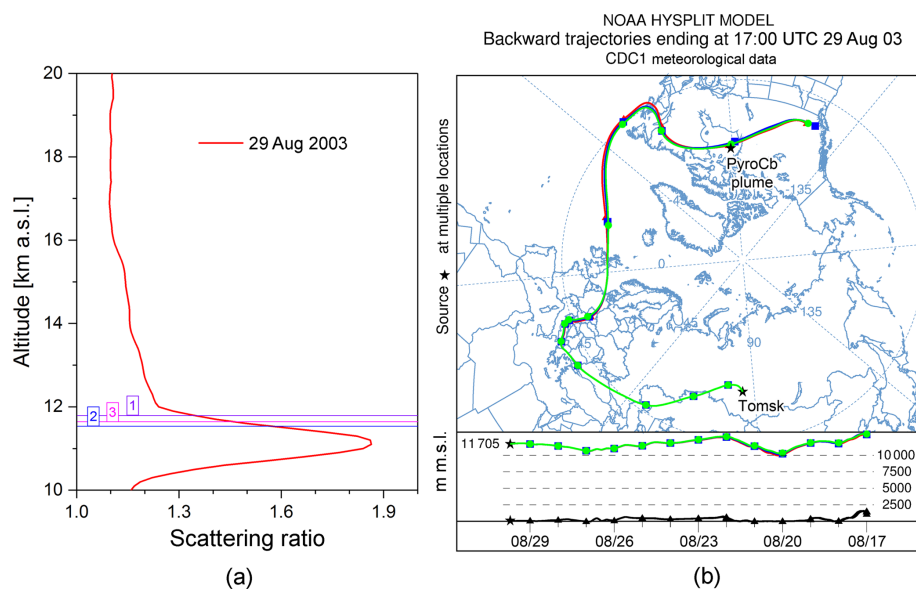 20
18
16
14
12
10
Altitude [km a.s.l.]
29 Aug 2003
1
3
2
1.0
1.3
1.6
1.9
Scattering ratio
(a)
NOAA HYSPLIT MODEL
Backward trajectories ending at 17:00 UTC 29 Aug 03
CDC1 meteorological data
Source ★ at multiple locations
PyroCb
plume
-135
-45
0
45
135
90
Tomsk
m m.s.l.
11 705
10 000
7500
5000
2500
08/29
08/26
08/23
08/20
08/17
(b)